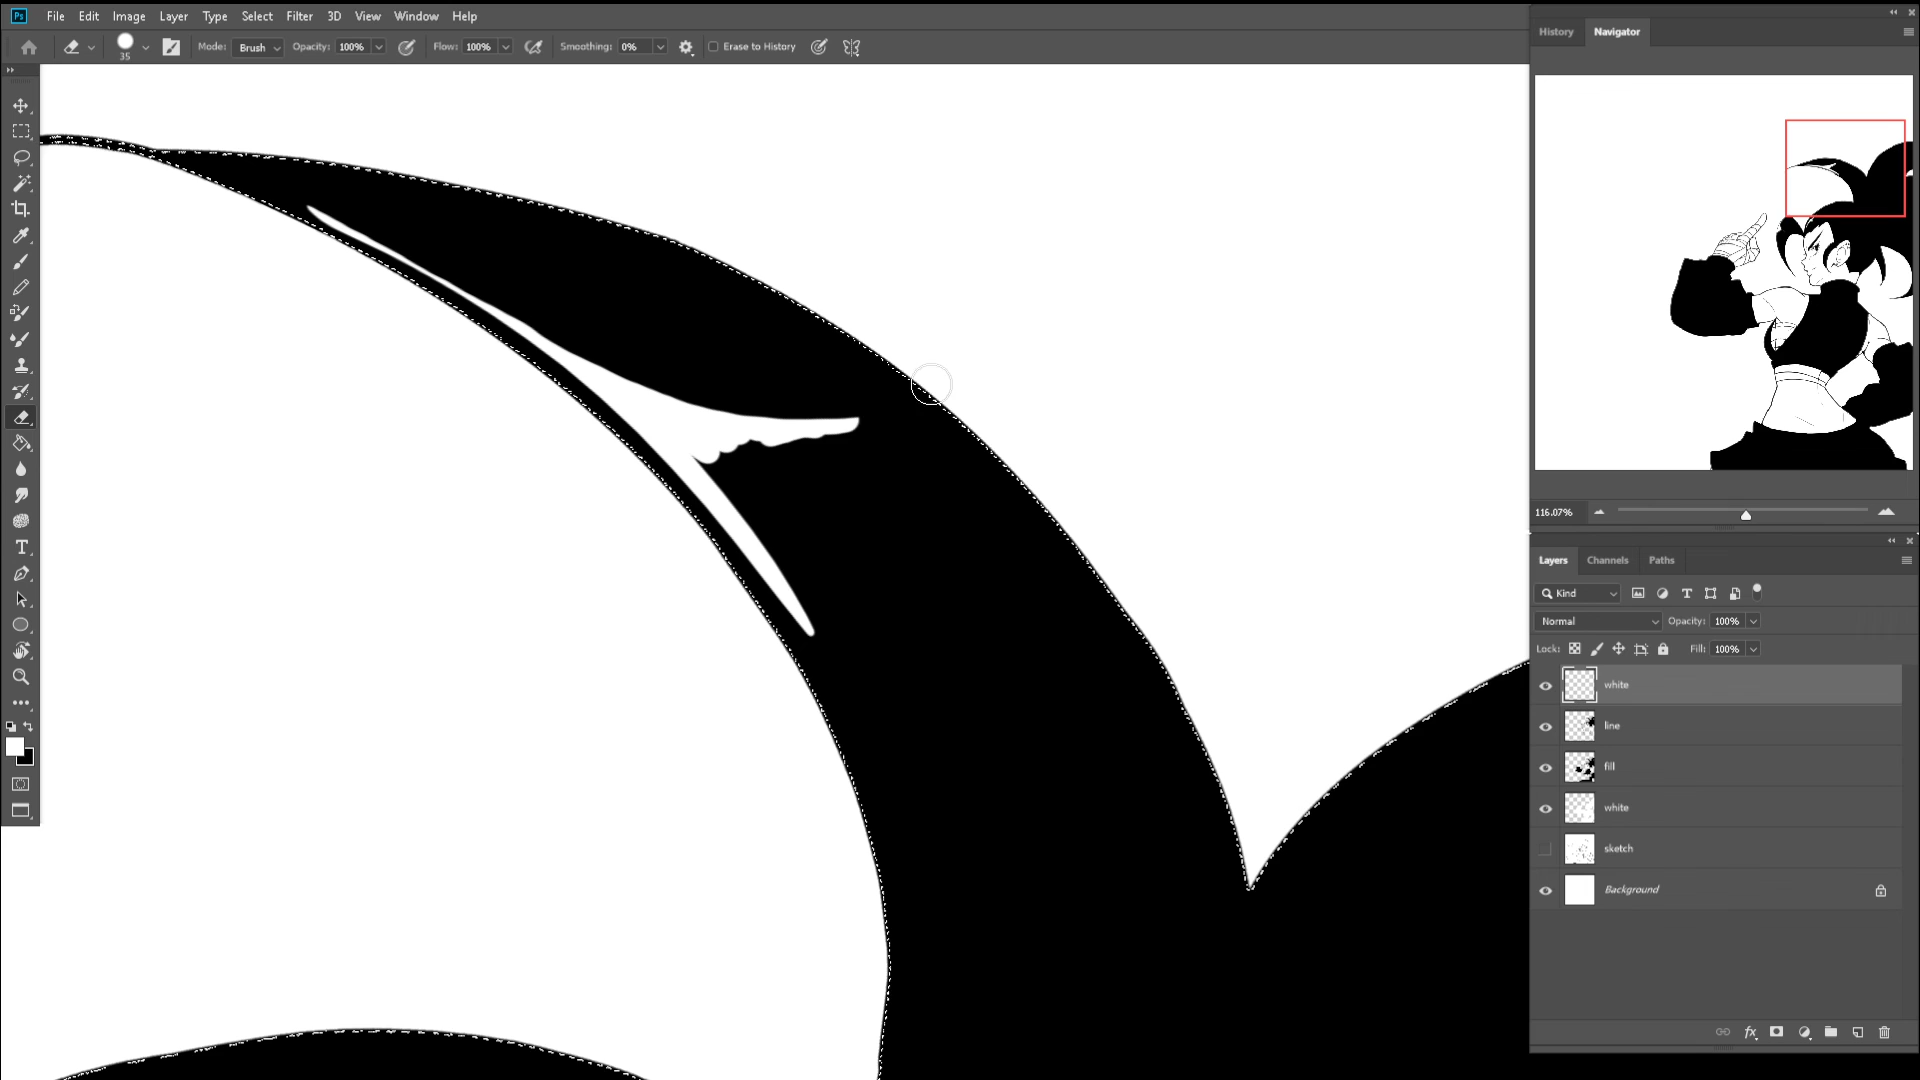 Ps File Edit Image Layer Type Select Filter 3D View Window Help
35 Mode: Brush Opacity: 100% Flow: 100% Smoothing: 0% Erase to History
History Navigator
116.07%
Layers Channels Paths
Kind
Normal Opacity: 100%
Lock: Fill: 100%
white
line
fill
white
sketch
Background